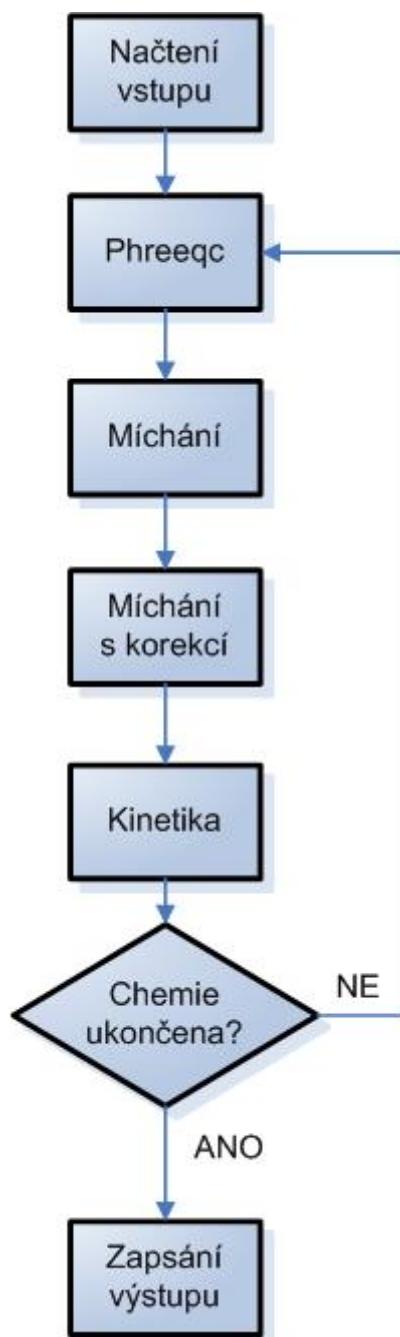 Načtení
vstupu
Phreeqc
Míchání
Míchání
s korekcí
Kinetika
Chemie
ukončena?
NE
ANO
Zapsání
výstupu